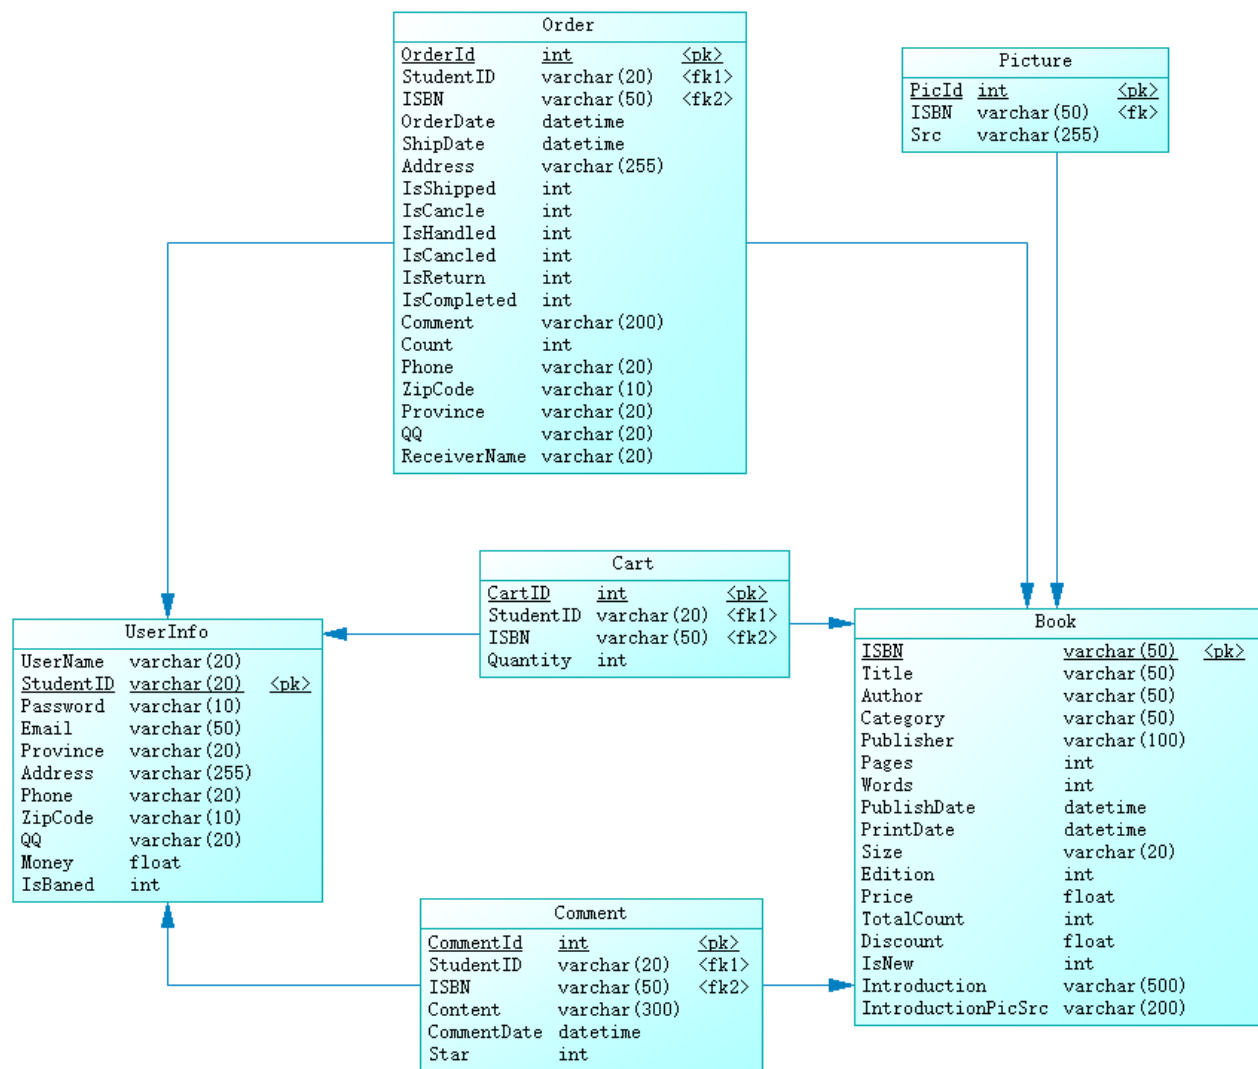 Order
OrderId int <pk>
StudentID varchar(20) <fk1>
ISBN varchar(50) <fk2>
OrderDate datetime
ShipDate datetime
Address varchar(255)
IsShipped int
IsCancle int
IsHandled int
IsCancled int
IsReturn int
IsCompleted int
Comment varchar(200)
Count int
Phone varchar(20)
ZipCode varchar(10)
Province varchar(20)
QQ varchar(20)
ReceiverName varchar(20)
Picture
PicId int <pk>
ISBN varchar(50) <fk>
Src varchar(255)
Cart
CartID int <pk>
StudentID varchar(20) <fk1>
ISBN varchar(50) <fk2>
Quantity int
UserInfo
UserName varchar(20)
StudentID varchar(20) <pk>
Password varchar(10)
Email varchar(50)
Province varchar(20)
Address varchar(255)
Phone varchar(20)
ZipCode varchar(10)
QQ varchar(20)
Money float
IsBaned int
Book
ISBN varchar(50) <pk>
Title varchar(50)
Author varchar(50)
Category varchar(50)
Publisher varchar(100)
Pages int
Words int
PublishDate datetime
PrintDate datetime
Size varchar(20)
Edition int
Price float
TotalCount int
Discount float
IsNew int
Introduction varchar(500)
IntroductionPicSrc varchar(200)
Comment
CommentId int <pk>
StudentID varchar(20) <fk1>
ISBN varchar(50) <fk2>
Content varchar(300)
CommentDate datetime
Star int